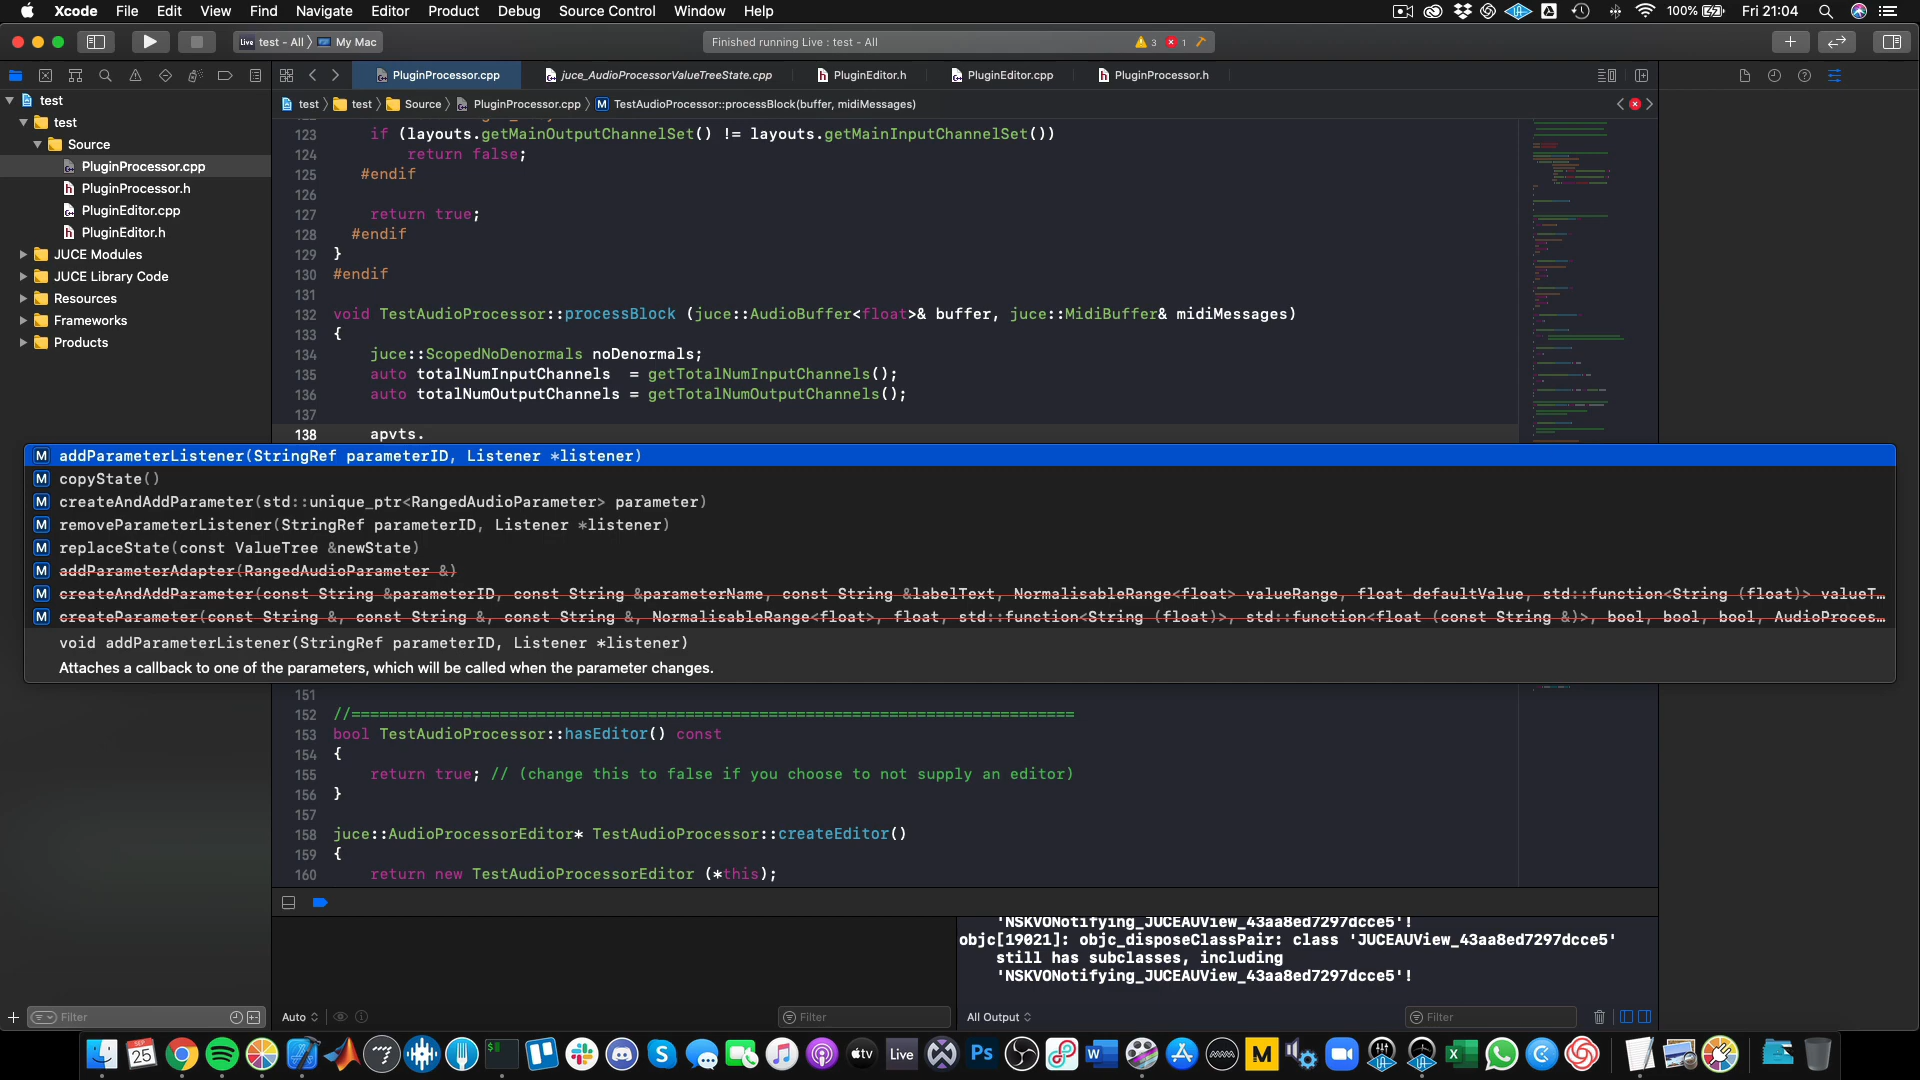 Xcode File Edit View Find Navigate Editor Product Debug Source Control Window Help 100% Fri 21:04
Live test - All My Mac Finished running Live : test - All 3 1
PluginProcessor.cpp juce_AudioProcessorValueTreeState.cpp PluginEditor.h PluginEditor.cpp PluginProcessor.h
test test Source PluginProcessor.cpp M TestAudioProcessor::processBlock(buffer, midiMessages)
test
test
Source
PluginProcessor.cpp
PluginProcessor.h
PluginEditor.cpp
PluginEditor.h
JUCE Modules
JUCE Library Code
Resources
Frameworks
Products
123 if (layouts.getMainOutputChannelSet() != layouts.getMainInputChannelSet())
124 return false;
125 #endif
126
127 return true;
128 #endif
129 }
130 #endif
131
132 void TestAudioProcessor::processBlock (juce::AudioBuffer<float>& buffer, juce::MidiBuffer& midiMessages)
133 {
134 juce::ScopedNoDenormals noDenormals;
135 auto totalNumInputChannels = getTotalNumInputChannels();
136 auto totalNumOutputChannels = getTotalNumOutputChannels();
137
138 apvts.
M addParameterListener(StringRef parameterID, Listener *listener)
M copyState()
M createAndAddParameter(std::unique_ptr<RangedAudioParameter> parameter)
M removeParameterListener(StringRef parameterID, Listener *listener)
M replaceState(const ValueTree &newState)
M addParameterAdapter(RangedAudioParameter &)
M createAndAddParameter(const String &parameterID, const String &parameterName, const String &labelText, NormalisableRange<float> valueRange, float defaultValue, std::function<String (float)> valueT…
M createParameter(const String &, const String &, const String &, NormalisableRange<float>, float, std::function<String (float)>, std::function<float (const String &)>, bool, bool, bool, AudioProces…
void addParameterListener(StringRef parameterID, Listener *listener)
Attaches a callback to one of the parameters, which will be called when the parameter changes.
151
152 //==============================================================================
153 bool TestAudioProcessor::hasEditor() const
154 {
155 return true; // (change this to false if you choose to not supply an editor)
156 }
157
158 juce::AudioProcessorEditor* TestAudioProcessor::createEditor()
159 {
160 return new TestAudioProcessorEditor (*this);
'NSKVONotifying_JUCEAUView_43aa8ed7297dcce5'!
objc[19021]: objc_disposeClassPair: class 'JUCEAUView_43aa8ed7297dcce5'
still has subclasses, including
'NSKVONotifying_JUCEAUView_43aa8ed7297dcce5'!
Filter Auto Filter All Output Filter
SEP 25 tv Live Ps W M X